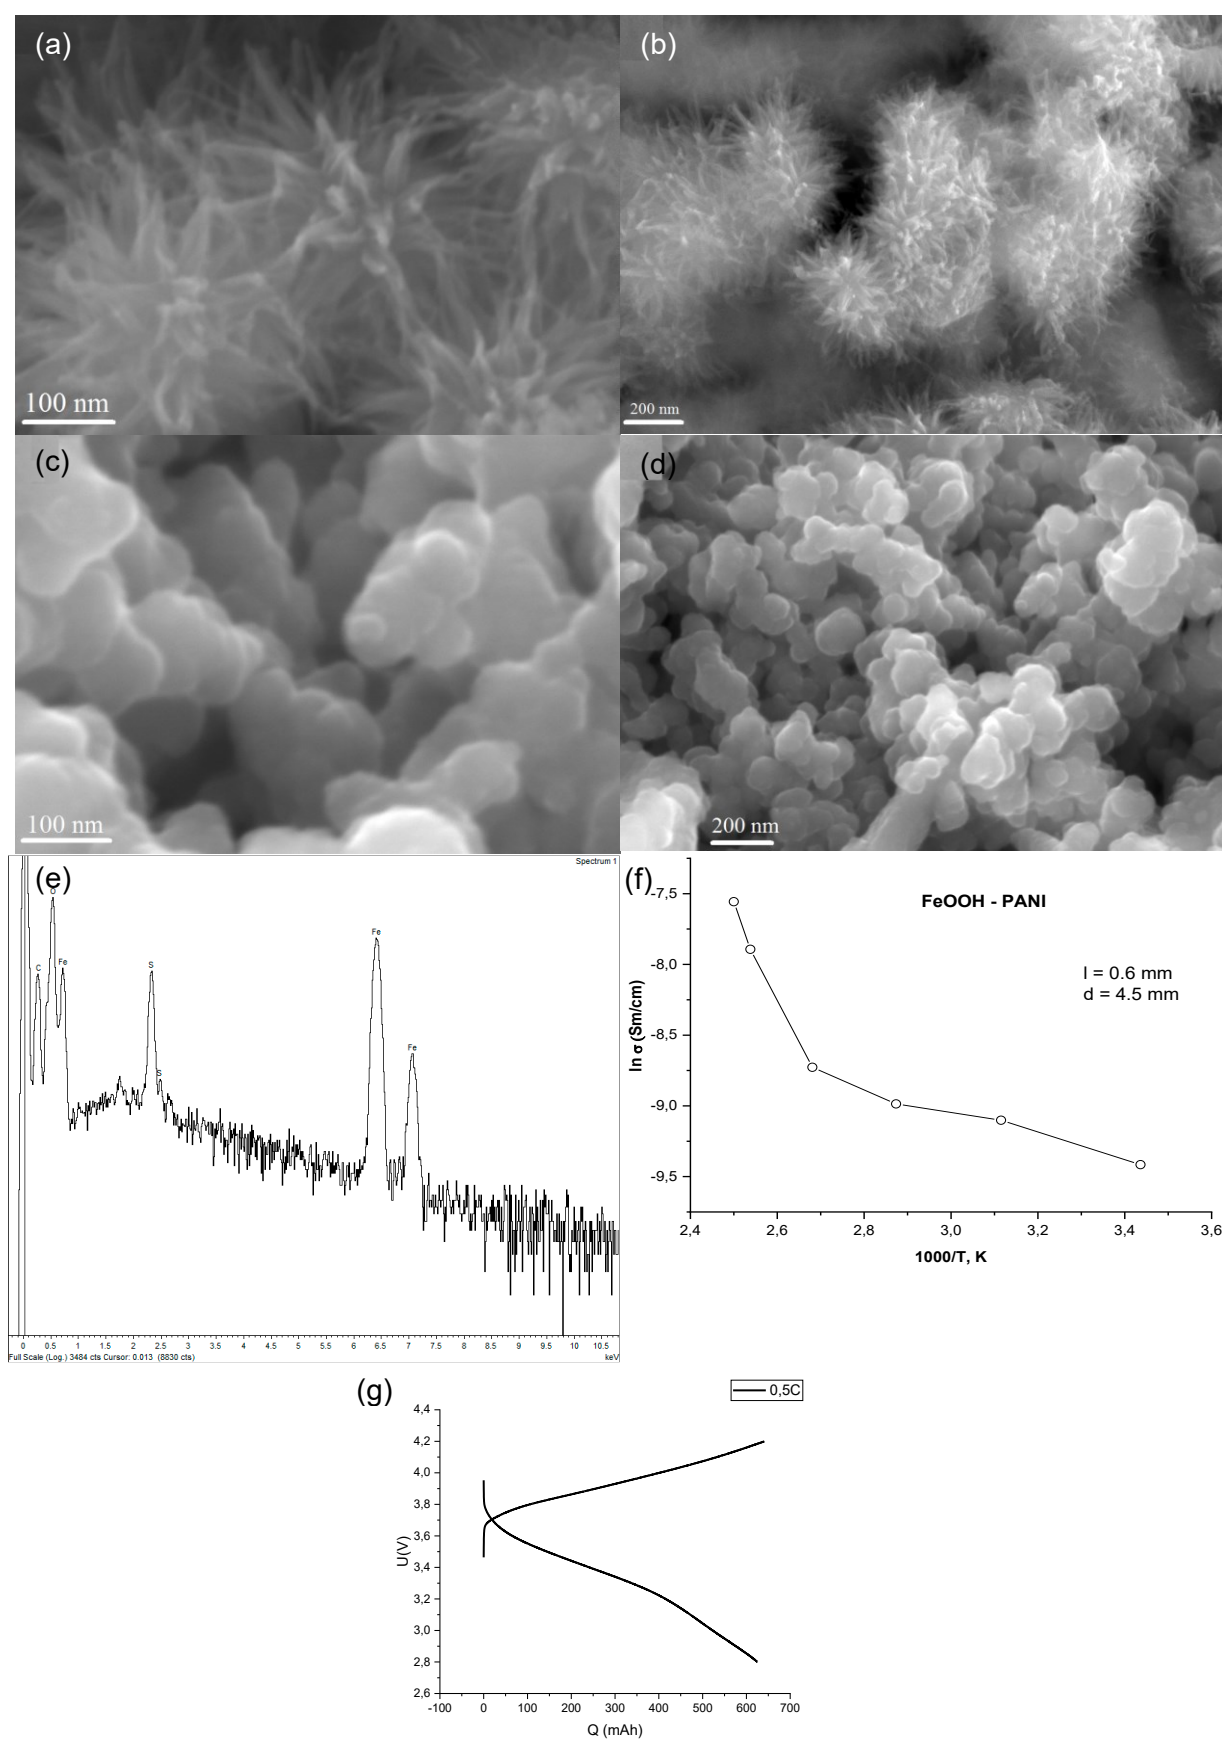 (a)
100 nm
(b)
200 nm
(c)
100 nm
(d)
200 nm
(e)
Spectrum 1
C
O
Fe
S
S
Fe
Fe
0 0.5 1 1.5 2 2.5 3 3.5 4 4.5 5 5.5 6 6.5 7 7.5 8 8.5 9 9.5 10 10.5
Full Scale (Log.) 3484 cts Cursor: 0.013 (8830 cts) keV
(f)
FeOOH - PANI
l = 0.6 mm
d = 4.5 mm
ln σ (Sm/cm)
-7,5
-8,0
-8,5
-9,0
-9,5
2,4 2,6 2,8 3,0 3,2 3,4 3,6
1000/T, K
(g)
0,5C
U(V)
4,4
4,2
4,0
3,8
3,6
3,4
3,2
3,0
2,8
2,6
-100 0 100 200 300 400 500 600 700
Q (mAh)